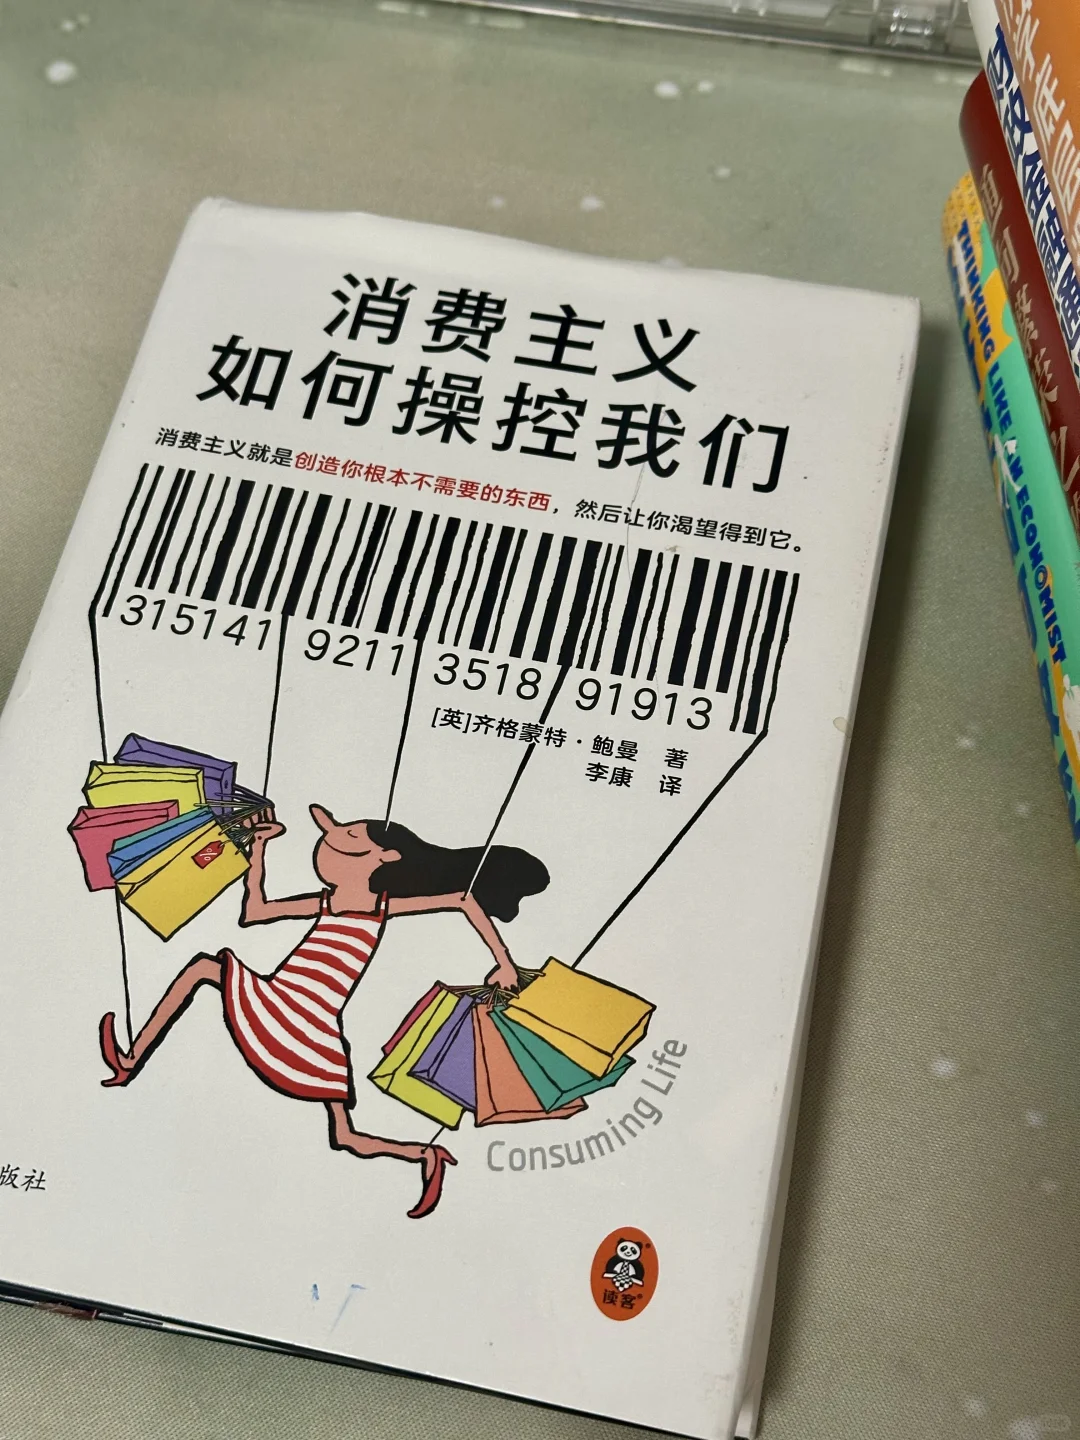 消费主义
如何操控我们
消费主义就是创造你根本不需要的东西，然后让你渴望得到它。
315141 9211 3518 91913
[英]齐格蒙特·鲍曼 著
李康 译
%
Consuming Life
版社
读客
THINKING LIKE AN ECONOMIST